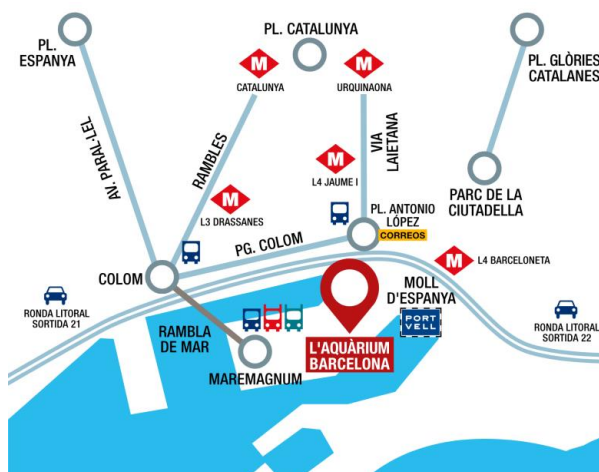 PL.
ESPANYA
PL. CATALUNYA
M
CATALUNYA
M
URQUINAONA
PL. GLÒRIES
CATALANES
AV. PARAL·LEL
RAMBLES
VIA
LAIETANA
M
L4 JAUME I
M
L3 DRASSANES
PARC DE LA
CIUTADELLA
PL. ANTONIO
LÓPEZ
CORREOS
PG. COLOM
M
L4 BARCELONETA
COLOM
MOLL
D'ESPANYA
PORT
VELL
RONDA LITORAL
SORTIDA 21
RAMBLA
DE MAR
RONDA LITORAL
SORTIDA 22
L'AQUÀRIUM
BARCELONA
MAREMAGNUM